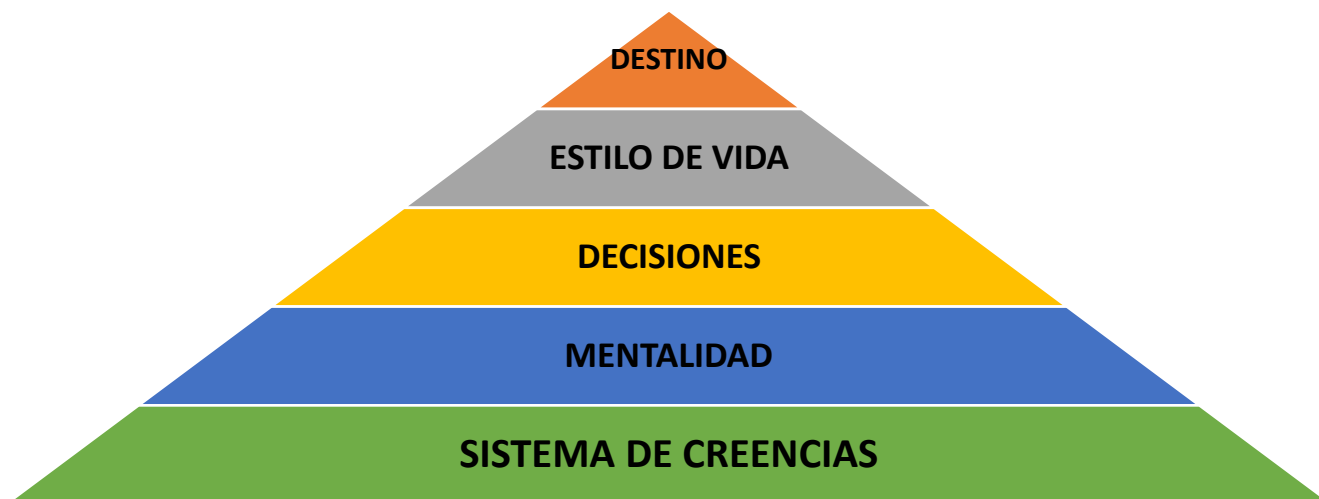 DESTINO
ESTILO DE VIDA
DECISIONES
MENTALIDAD
SISTEMA DE CREENCIAS